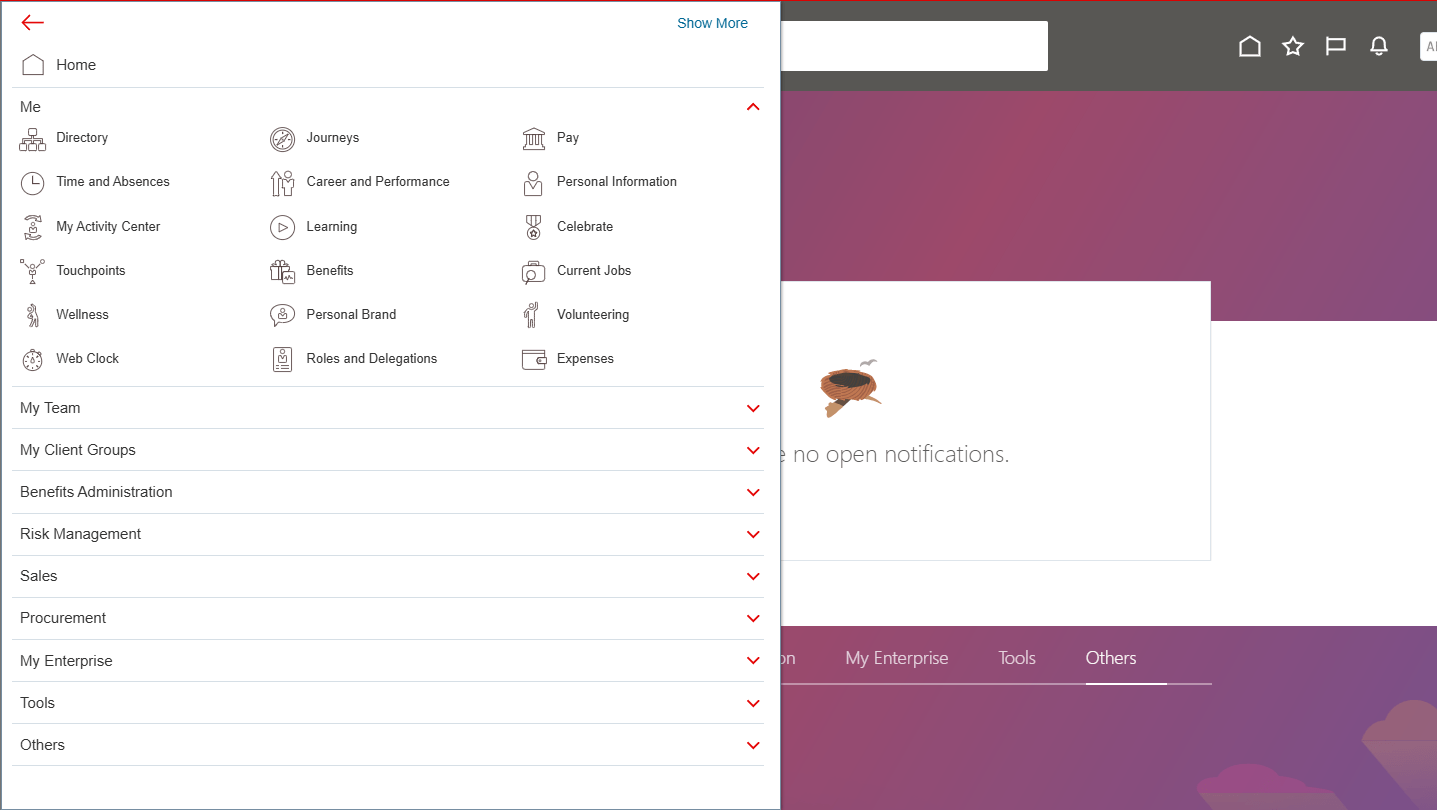 Show More
Home
Me
Directory
Journeys
Pay
Time and Absences
Career and Performance
Personal Information
My Activity Center
Learning
Celebrate
Touchpoints
Benefits
Current Jobs
Wellness
Personal Brand
Volunteering
Web Clock
Roles and Delegations
Expenses
My Team
My Client Groups
Benefits Administration
Risk Management
Sales
Procurement
My Enterprise
Tools
Others
no open notifications.
My Enterprise
Tools
Others